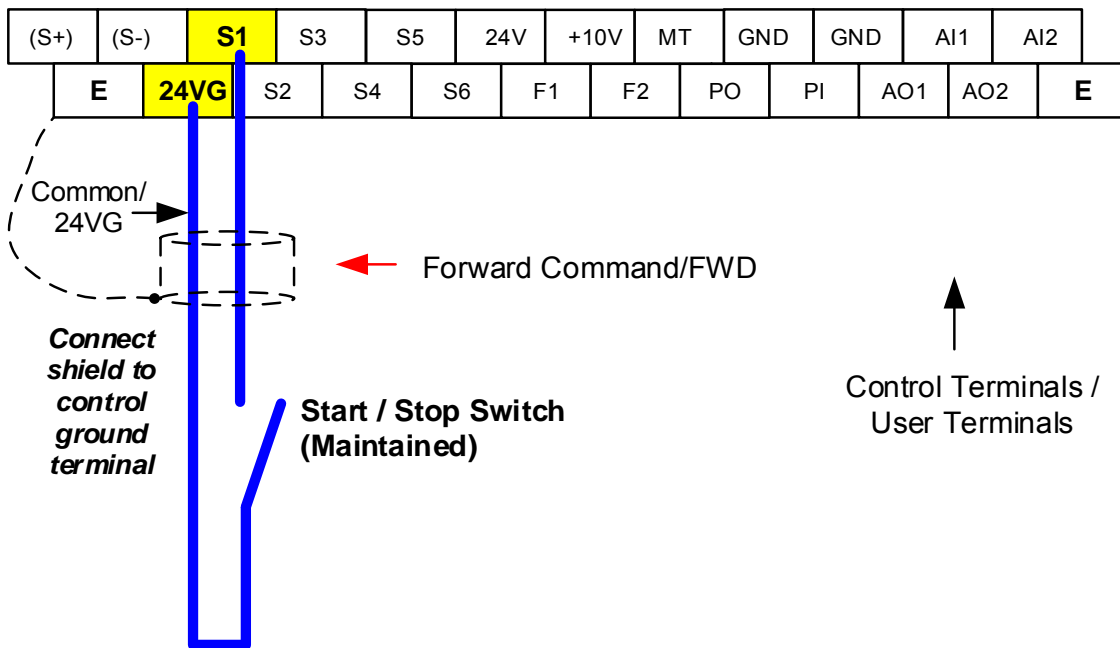 (S+) (S-) S1 S3 S5 24V +10V MT GND GND AI1 AI2
E 24VG S2 S4 S6 F1 F2 PO PI AO1 AO2 E
Common/
24VG
Forward Command/FWD
Connect
shield to
control
ground
terminal
Start / Stop Switch
(Maintained)
Control Terminals /
User Terminals